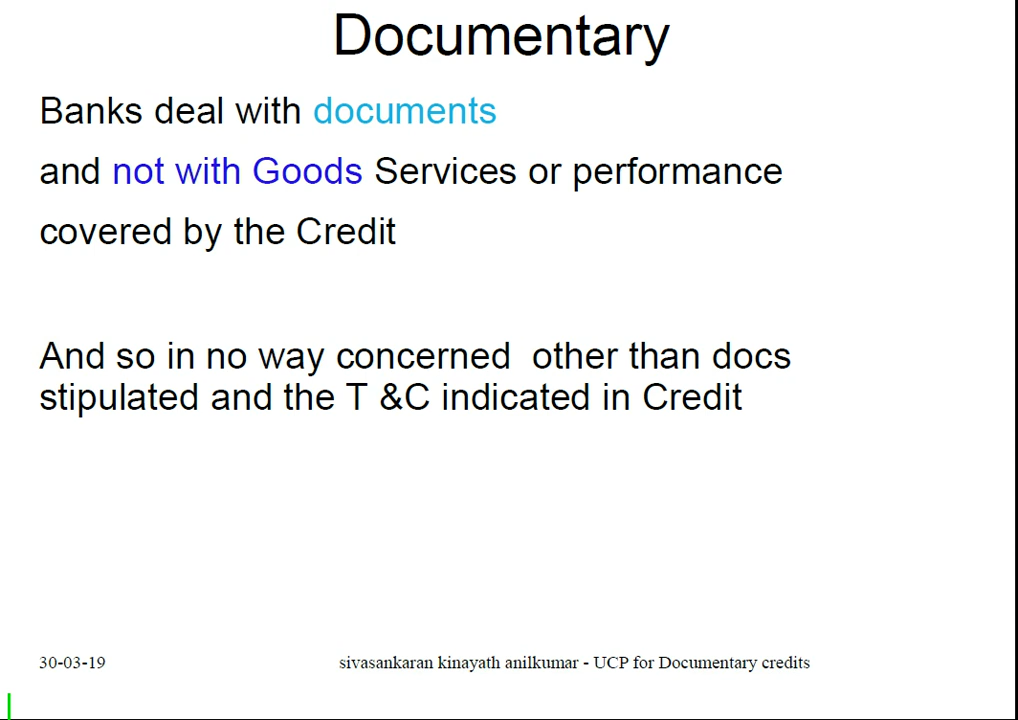 Documentary
Banks deal with documents
and not with Goods Services or performance
covered by the Credit
And so in no way concerned  other than docs
stipulated and the T &C indicated in Credit
30-03-19
sivasankaran kinayath anilkumar - UCP for Documentary credits